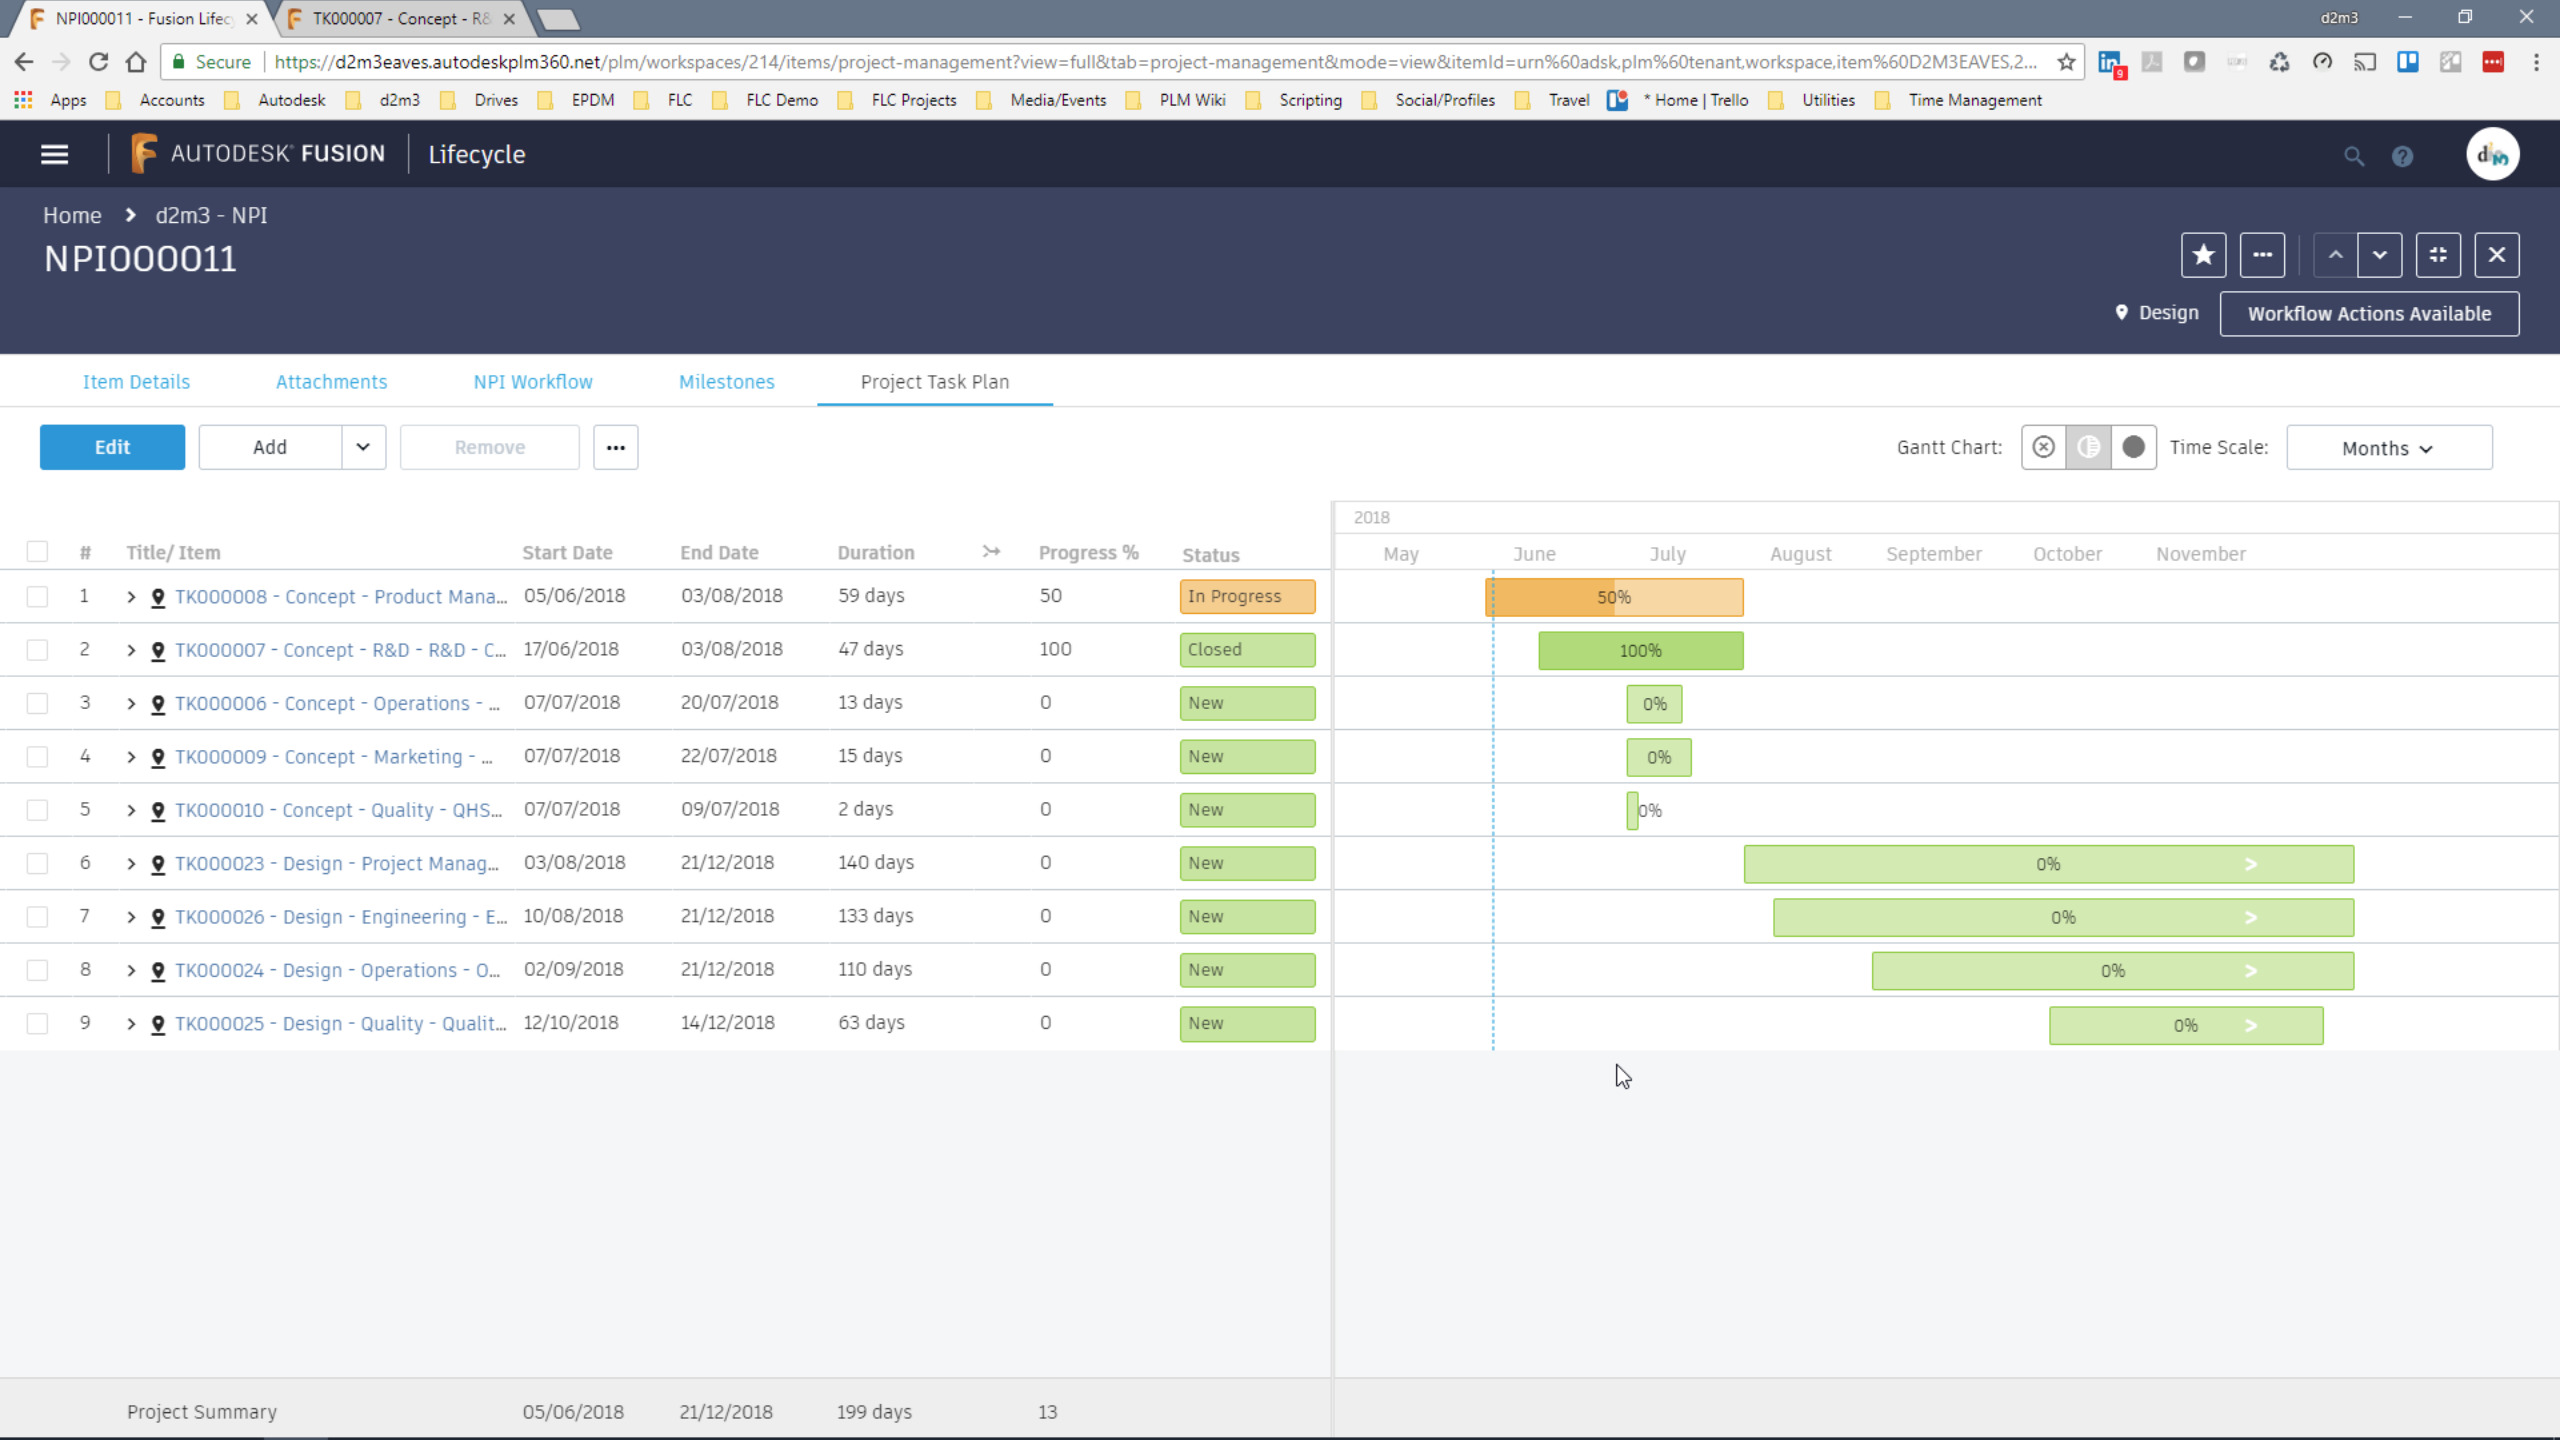 NPI000011 - Fusion Lifec
TK000007 - Concept - R&
d2m3
Secure
https://d2m3eaves.autodeskplm360.net/plm/workspaces/214/items/project-management?view=full&tab=project-management&mode=view&itemId=urn%60adsk,plm%60tenant,workspace,item%60D2M3EAVES,2...
9
Apps Accounts Autodesk d2m3 Drives EPDM FLC FLC Demo FLC Projects Media/Events PLM Wiki Scripting Social/Profiles Travel * Home | Trello Utilities Time Management
AUTODESK® FUSION Lifecycle
Home > d2m3 - NPI
NPI000011
Design Workflow Actions Available
Item Details Attachments NPI Workflow Milestones Project Task Plan
Edit Add Remove ... Gantt Chart: Time Scale: Months
2018
# Title/ Item Start Date End Date Duration Progress % Status May June July August September October November
1 TK000008 - Concept - Product Mana... 05/06/2018 03/08/2018 59 days 50 In Progress 50%
2 TK000007 - Concept - R&D - R&D - C... 17/06/2018 03/08/2018 47 days 100 Closed 100%
3 TK000006 - Concept - Operations - ... 07/07/2018 20/07/2018 13 days 0 New 0%
4 TK000009 - Concept - Marketing - ... 07/07/2018 22/07/2018 15 days 0 New 0%
5 TK000010 - Concept - Quality - QHS... 07/07/2018 09/07/2018 2 days 0 New 0%
6 TK000023 - Design - Project Manag... 03/08/2018 21/12/2018 140 days 0 New 0% >
7 TK000026 - Design - Engineering - E... 10/08/2018 21/12/2018 133 days 0 New 0% >
8 TK000024 - Design - Operations - O... 02/09/2018 21/12/2018 110 days 0 New 0% >
9 TK000025 - Design - Quality - Qualit... 12/10/2018 14/12/2018 63 days 0 New 0% >
Project Summary 05/06/2018 21/12/2018 199 days 13